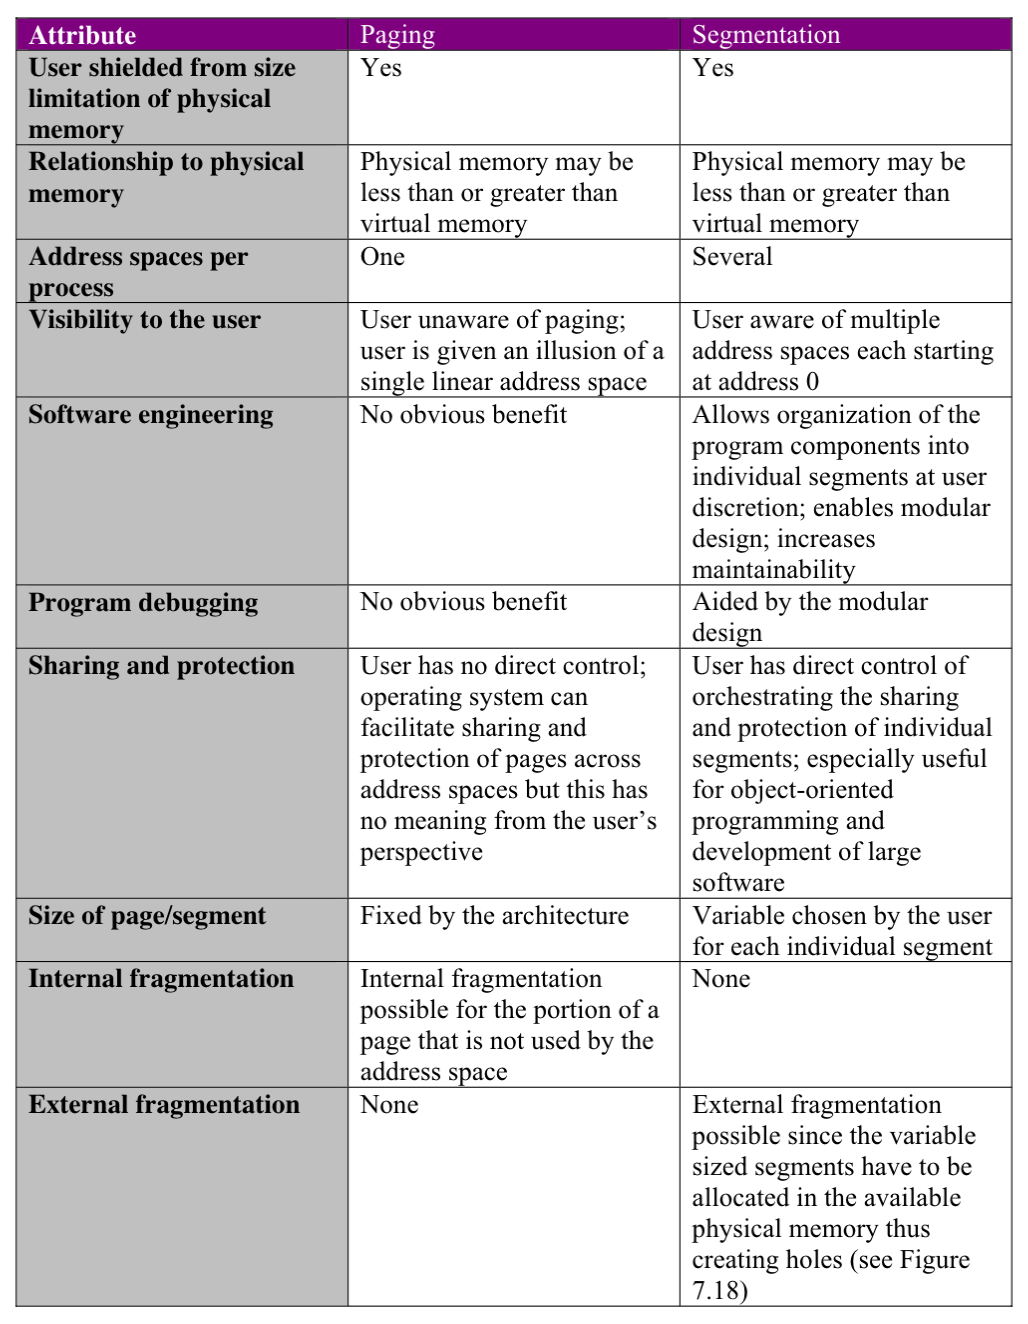 Attribute Paging Segmentation
User shielded from size limitation of physical memory
Yes
Yes
Relationship to physical memory
Physical memory may be less than or greater than virtual memory
Physical memory may be less than or greater than virtual memory
Address spaces per process
One
Several
Visibility to the user
User unaware of paging; user is given an illusion of a single linear address space
User aware of multiple address spaces each starting at address 0
Software engineering
No obvious benefit
Allows organization of the program components into individual segments at user discretion; enables modular design; increases maintainability
Program debugging
No obvious benefit
Aided by the modular design
Sharing and protection
User has no direct control; operating system can facilitate sharing and protection of pages across address spaces but this has no meaning from the user’s perspective
User has direct control of orchestrating the sharing and protection of individual segments; especially useful for object-oriented programming and development of large software
Size of page/segment
Fixed by the architecture
Variable chosen by the user for each individual segment
Internal fragmentation
Internal fragmentation possible for the portion of a page that is not used by the address space
None
External fragmentation
None
External fragmentation possible since the variable sized segments have to be allocated in the available physical memory thus creating holes (see Figure 7.18)